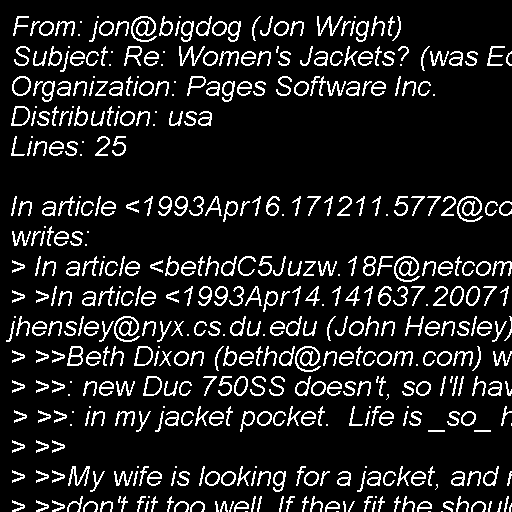 From: jon@bigdog (Jon Wright)
Subject: Re: Women's Jackets? (was Ed
Organization: Pages Software Inc.
Distribution: usa
Lines: 25

In article <1993Apr16.171211.5772@co
writes:
> In article <bethdC5Juzw.18F@netcom
> >In article <1993Apr14.141637.20071
jhensley@nyx.cs.du.edu (John Hensley)
> >>Beth Dixon (bethd@netcom.com) w
> >>: new Duc 750SS doesn't, so I'll hav
> >>: in my jacket pocket.  Life is _so_ h
> >>
> >>My wife is looking for a jacket, and
> >>don't fit too well. If they fit the shoul